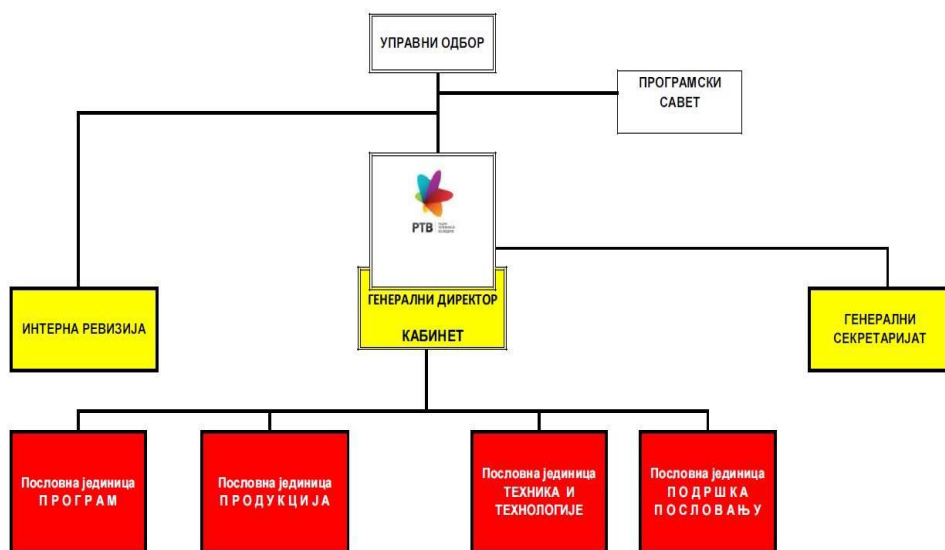 УПРАВНИ ОДБОР
ПРОГРАМСКИ
САВЕТ
РТВ
ГЕНЕРАЛНИ ДИРЕКТОР
КАБИНЕТ
ИНТЕРНА РЕВИЗИЈА
ГЕНЕРАЛНИ
СЕКРЕТАРИЈАТ
Пословна јединица
П Р О Г Р А М
Пословна јединица
П Р О Д У К Ц И Ј А
Пословна јединица
ТЕХНИКА И
ТЕХНОЛОГИЈЕ
Пословна јединица
П О Д Р Ш К А
П О С Л О В А Њ У